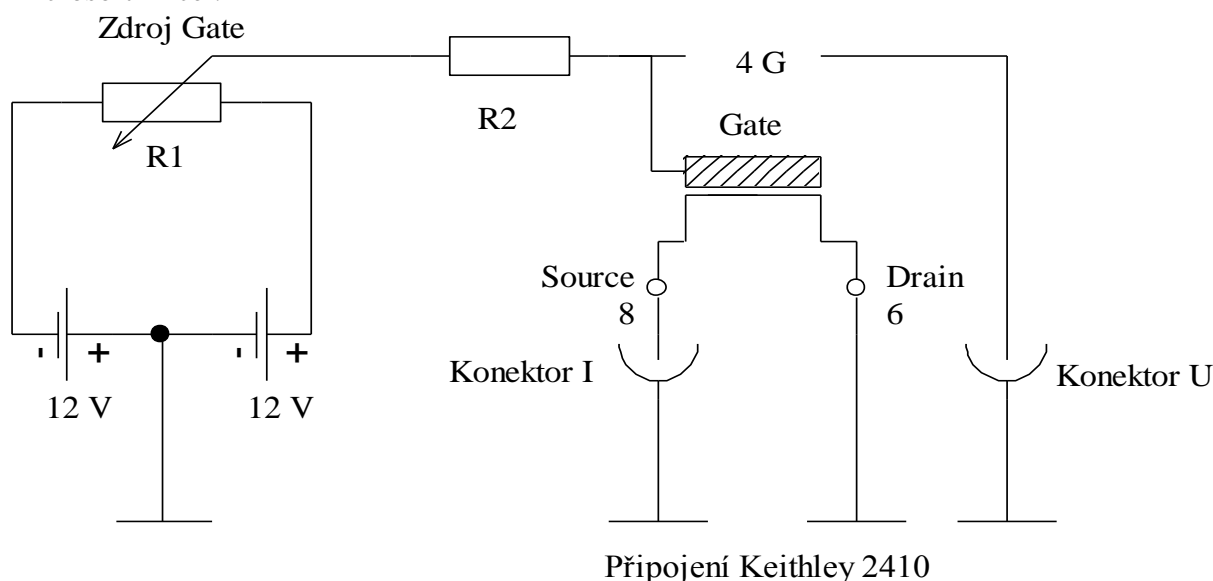 Zdroj Gate
4 G
R2
Gate
R1
Source
8
Drain
6
- + - +
Konektor I
Konektor U
12 V
12 V
Připojení Keithley 2410